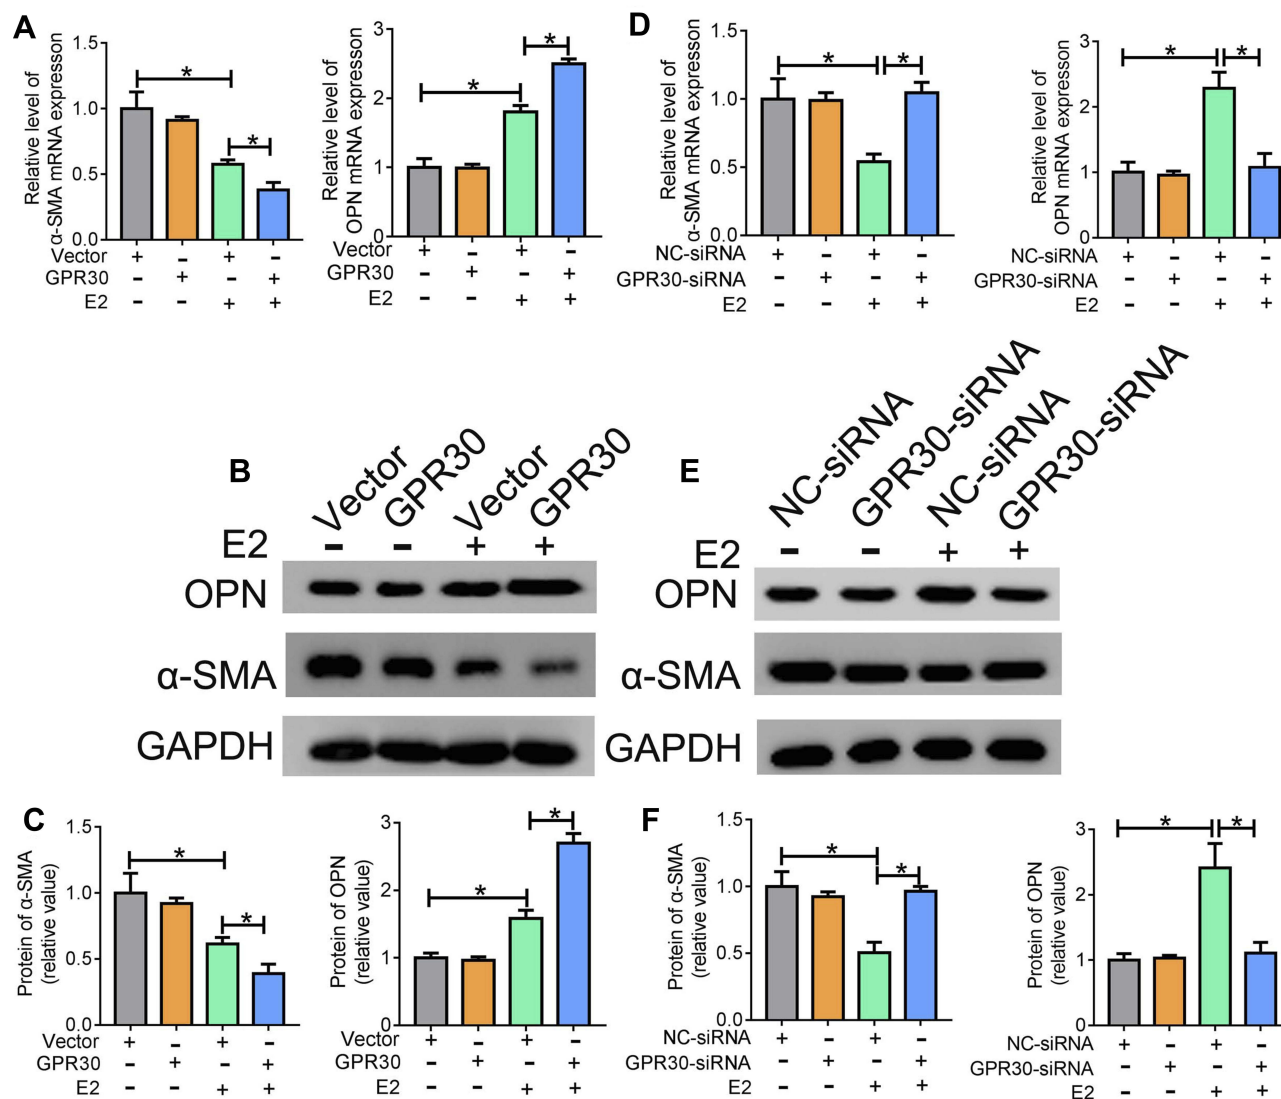 A
Relative level of
α-SMA mRNA expresson
1.5
1.0
0.5
0.0
*
*
Vector + - + -
GPR30 - + - +
E2 - - + +
Relative level of
OPN mRNA expresson
3
2
1
0
*
*
Vector + - + -
GPR30 - + - +
E2 - - + +
D
Relative level of
α-SMA mRNA expresson
1.5
1.0
0.5
0.0
*
*
NC-siRNA + - + -
GPR30-siRNA - + - +
E2 - - + +
Relative level of
OPN mRNA expresson
3
2
1
0
*
*
NC-siRNA + - + -
GPR30-siRNA - + - +
E2 - - + +
B
Vector GPR30 Vector GPR30
E2 - - + +
OPN
α-SMA
GAPDH
E
NC-siRNA GPR30-siRNA NC-siRNA GPR30-siRNA
E2 - - + +
OPN
α-SMA
GAPDH
C
Protein of α-SMA
(relative value)
1.5
1.0
0.5
0.0
*
*
Vector + - + -
GPR30 - + - +
E2 - - + +
Protein of OPN
(relative value)
3
2
1
0
*
*
Vector + - + -
GPR30 - + - +
E2 - - + +
F
Protein of α-SMA
(relative value)
1.5
1.0
0.5
0.0
*
*
NC-siRNA + - + -
GPR30-siRNA - + - +
E2 - - + +
Protein of OPN
(relative value)
3
2
1
0
*
*
NC-siRNA + - + -
GPR30-siRNA - + - +
E2 - - + +